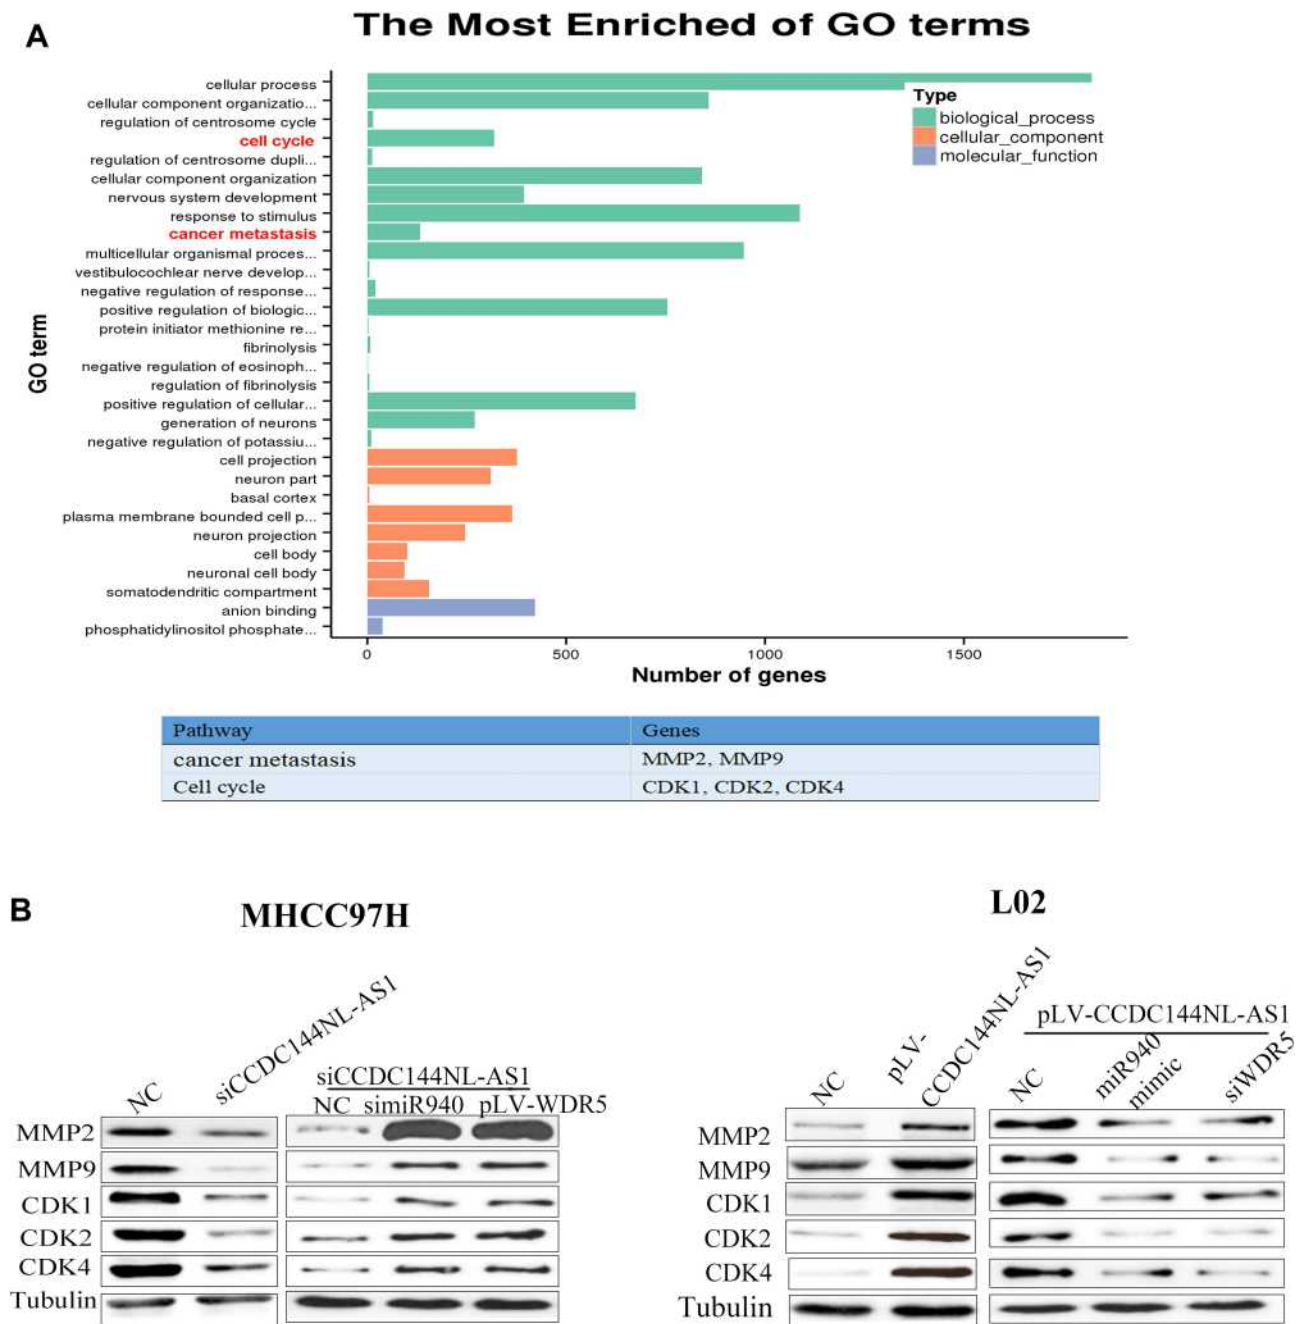 A
The Most Enriched of GO terms
cellular process
cellular component organizatio...
regulation of centrosome cycle
cell cycle
regulation of centrosome dupli...
cellular component organization
nervous system development
response to stimulus
cancer metastasis
multicellular organismal proces...
vestibulocochlear nerve develop...
negative regulation of response...
positive regulation of biologic...
protein initiator methionine re...
fibrinolysis
negative regulation of eosinoph...
regulation of fibrinolysis
positive regulation of cellular...
generation of neurons
negative regulation of potassiu...
cell projection
neuron part
basal cortex
plasma membrane bounded cell p...
neuron projection
cell body
neuronal cell body
somatodendritic compartment
anion binding
phosphatidylinositol phosphate...
GO term
Type
biological_process
cellular_component
molecular_function
0 500 1000 1500
Number of genes
Pathway Genes
cancer metastasis MMP2, MMP9
Cell cycle CDK1, CDK2, CDK4
B
MHCC97H
NC siCCDC144NL-AS1
siCCDC144NL-AS1
NC simiR940 pLV-WDR5
MMP2
MMP9
CDK1
CDK2
CDK4
Tubulin
L02
NC pLV-
CCDC144NL-AS1
pLV-CCDC144NL-AS1
NC miR940
mimic
siWDR5
MMP2
MMP9
CDK1
CDK2
CDK4
Tubulin